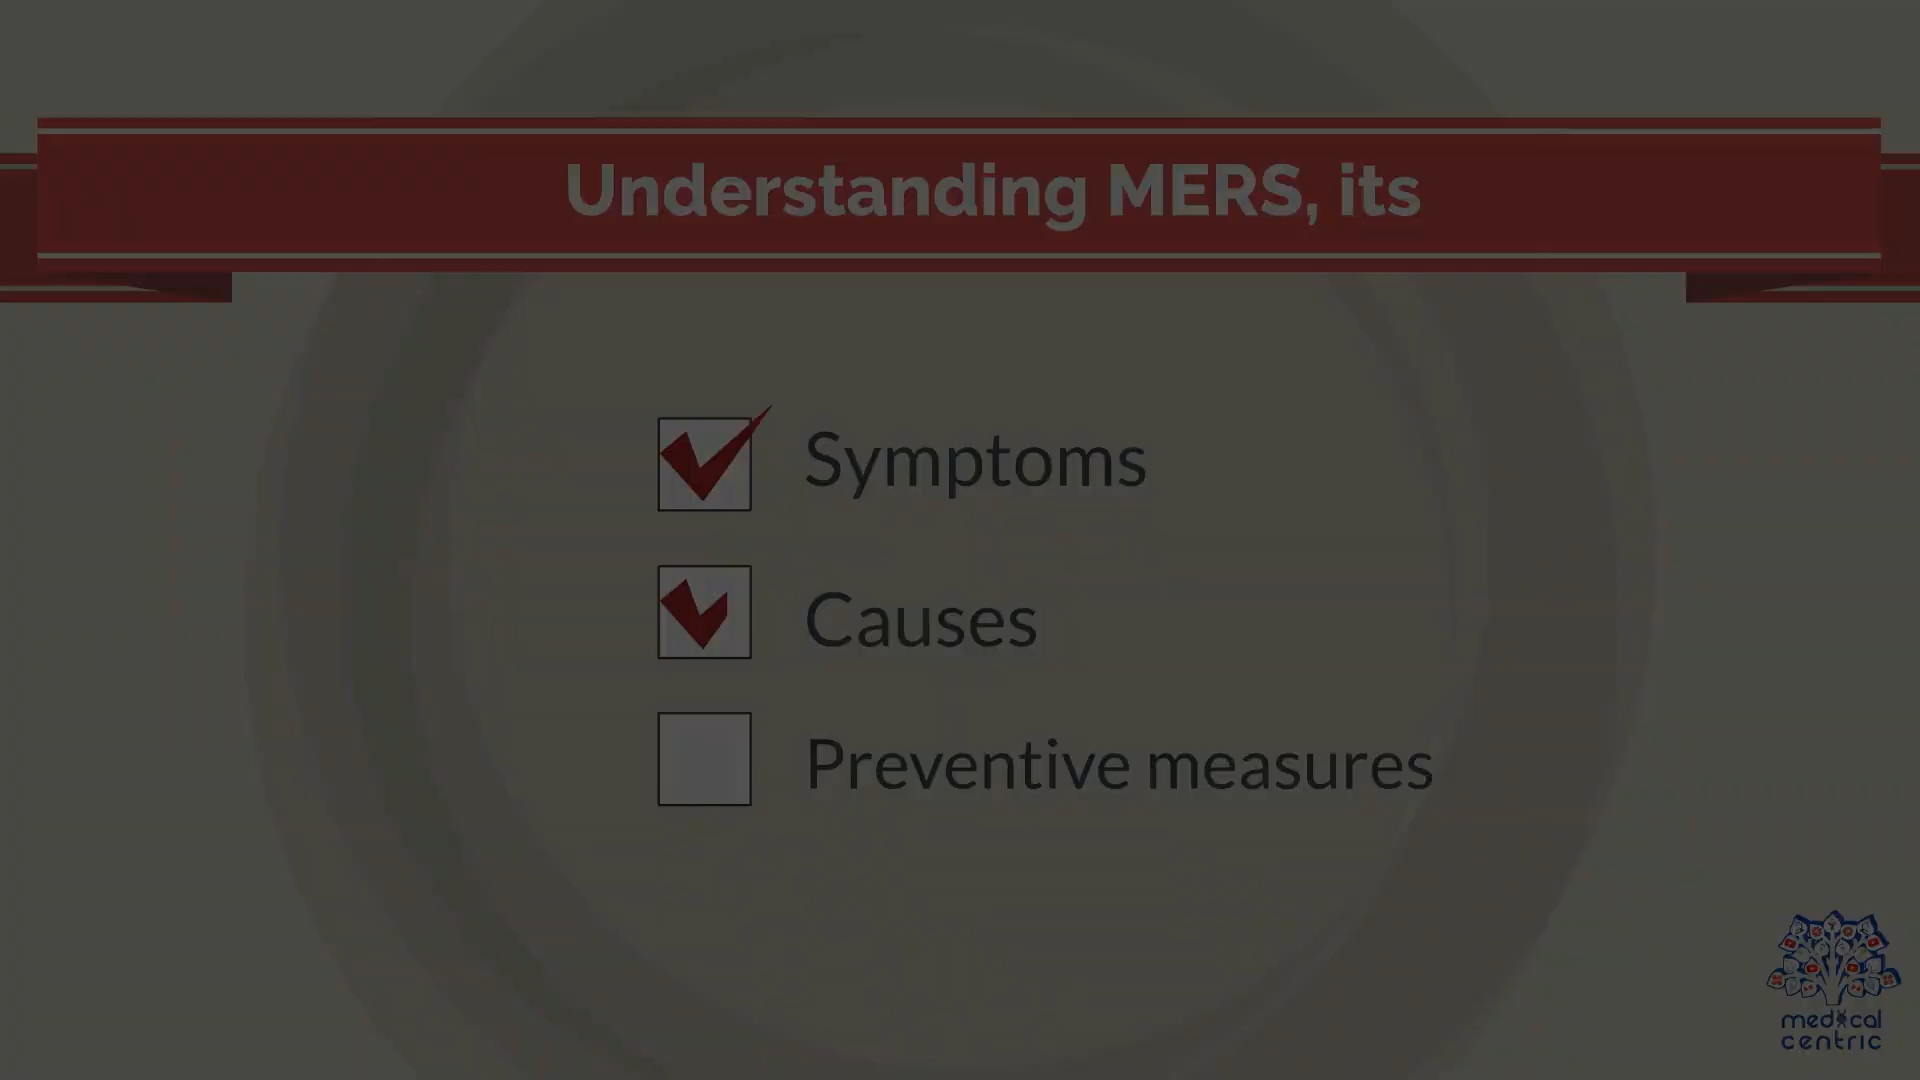 Understanding MERS, its
Symptoms
Causes
Preventive measures
medical
centric